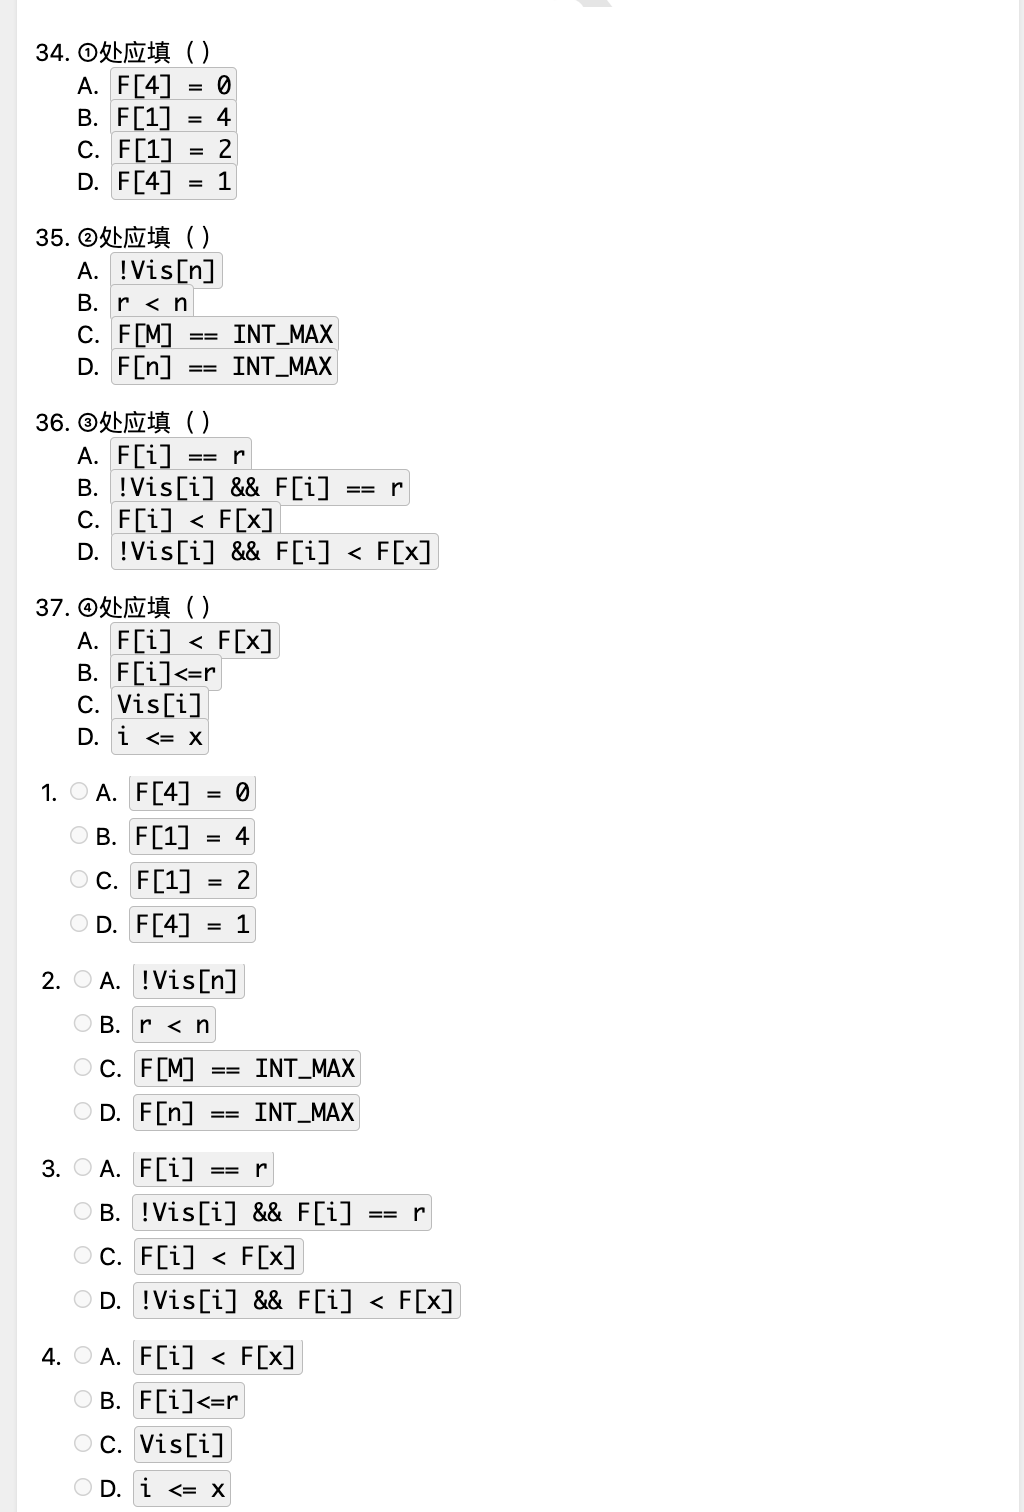 34. ①处应填（）
A. F[4] = 0
B. F[1] = 4
C. F[1] = 2
D. F[4] = 1
35. ②处应填（）
A. !Vis[n]
B. r < n
C. F[M] == INT_MAX
D. F[n] == INT_MAX
36. ③处应填（）
A. F[i] == r
B. !Vis[i] && F[i] == r
C. F[i] < F[x]
D. !Vis[i] && F[i] < F[x]
37. ④处应填（）
A. F[i] < F[x]
B. F[i]<=r
C. Vis[i]
D. i <= x
1. A. F[4] = 0
B. F[1] = 4
C. F[1] = 2
D. F[4] = 1
2. A. !Vis[n]
B. r < n
C. F[M] == INT_MAX
D. F[n] == INT_MAX
3. A. F[i] == r
B. !Vis[i] && F[i] == r
C. F[i] < F[x]
D. !Vis[i] && F[i] < F[x]
4. A. F[i] < F[x]
B. F[i]<=r
C. Vis[i]
D. i <= x